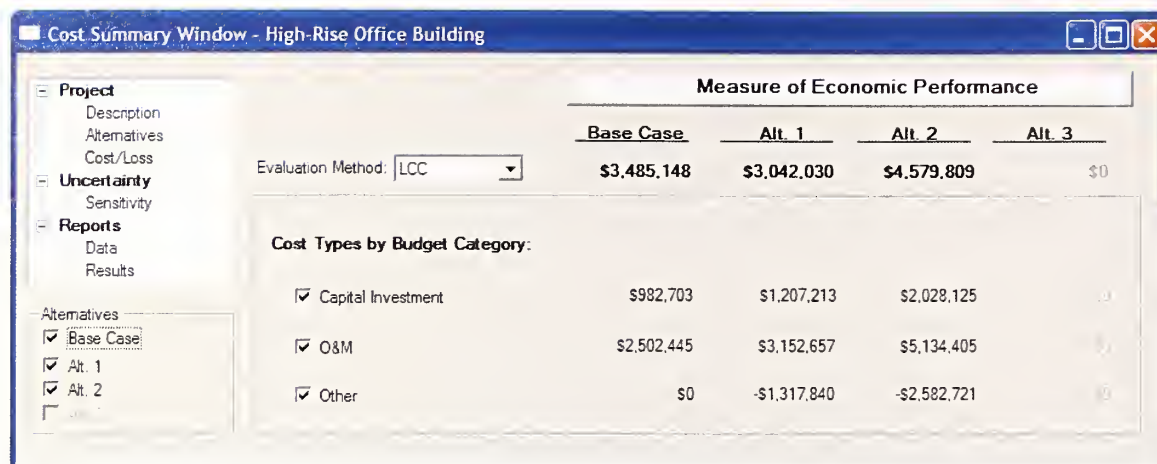 Cost Summary Window - High-Rise Office Building
Project
Description
Alternatives
Cost/Loss
Uncertainty
Sensitivity
Reports
Data
Results
Alternatives
Base Case
Alt. 1
Alt. 2
Measure of Economic Performance
Base Case Alt. 1 Alt. 2 Alt. 3
Evaluation Method: LCC $3,485,148 $3,042,030 $4,579,809 $0
Cost Types by Budget Category:
Capital Investment $982,703 $1,207,213 $2,028,125
O&M $2,502,445 $3,152,657 $5,134,405
Other $0 -$1,317,840 -$2,582,721